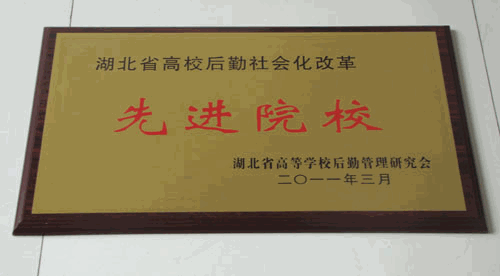 湖北省高校后勤社会化改革
先进院校
湖北省高等学校后勤管理研究会
二〇一一年三月